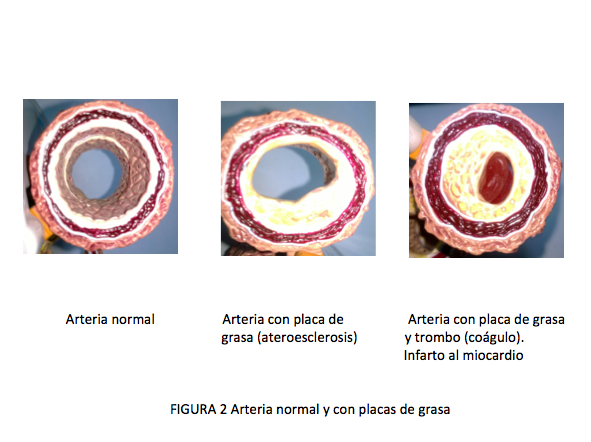 Arteria normal
Arteria con placa de
grasa (ateroesclerosis)
Arteria con placa de grasa
y trombo (coágulo).
Infarto al miocardio
FIGURA 2 Arteria normal y con placas de grasa